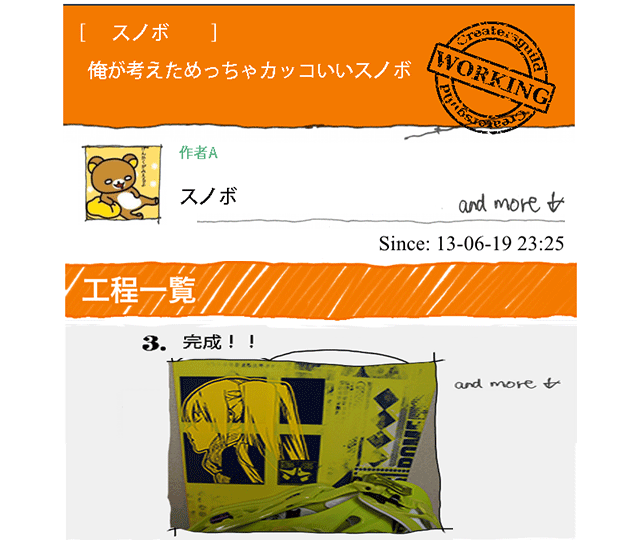 [ スノボ ]
俺が考えためっちゃカッコいいスノボ
Creatersguild
WORKING
Creatersguild
作者A
スノボ
and more
Since: 13-06-19 23:25
工程一覧
3. 完成！！
and more